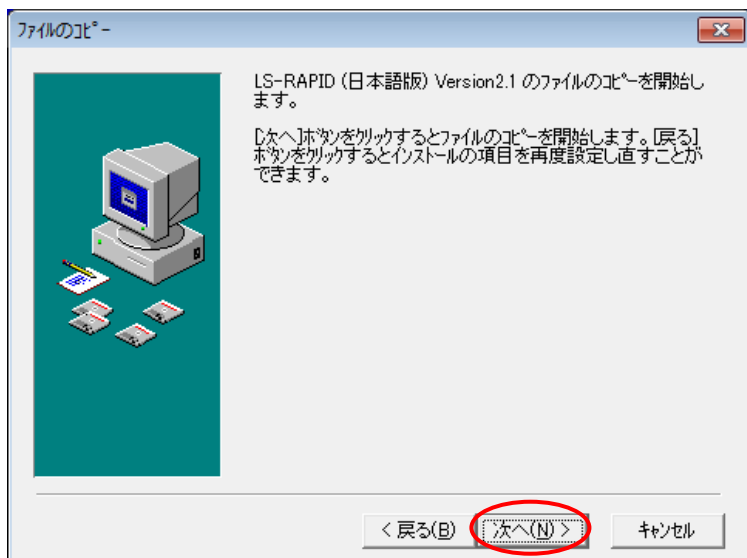 ﾌｧｲﾙのｺﾋﾟｰ
LS-RAPID (日本語版) Version2.1 のﾌｧｲﾙのｺﾋﾟｰを開始し
ます。
[次へ]ﾎﾞﾀﾝをｸﾘｯｸするとﾌｧｲﾙのｺﾋﾟｰを開始します。[戻る]
ﾎﾞﾀﾝをｸﾘｯｸするとｲﾝｽﾄｰﾙの項目を再度設定し直すことが
できます。
< 戻る(B) 次へ(N) > ｷｬﾝｾﾙ